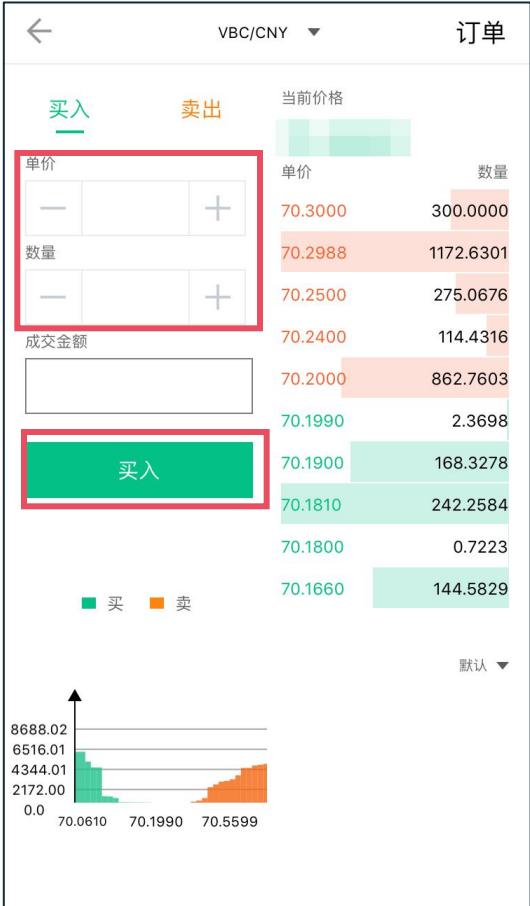 VBC/CNY
订单
买入
卖出
单价
数量
成交金额
买入
当前价格
单价 数量
70.3000 300.0000
70.2988 1172.6301
70.2500 275.0676
70.2400 114.4316
70.2000 862.7603
70.1990 2.3698
70.1900 168.3278
70.1810 242.2584
70.1800 0.7223
70.1660 144.5829
默认
买 卖
8688.02
6516.01
4344.01
2172.00
0.0
70.0610 70.1990 70.5599